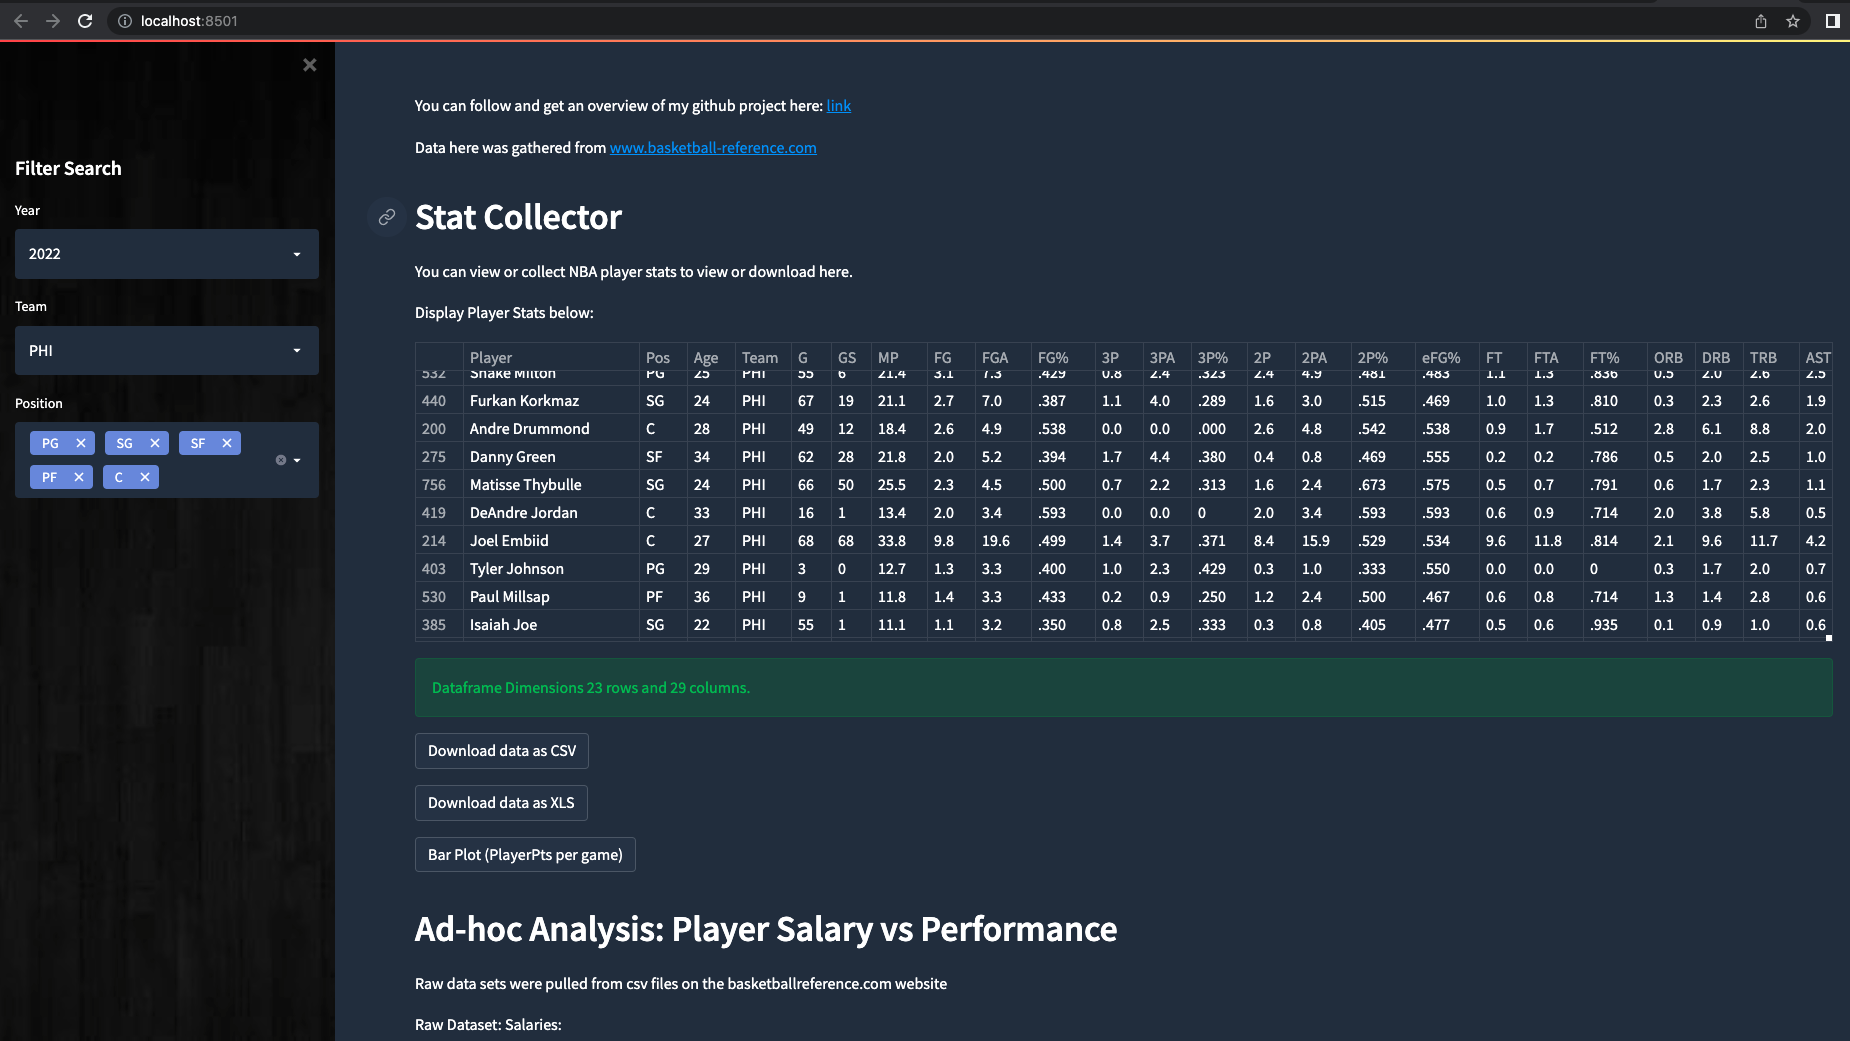 localhost:8501
Filter Search
Year
2022
Team
PHI
Position
PG SG SF
PF C
You can follow and get an overview of my github project here: link
Data here was gathered from www.basketball-reference.com
Stat Collector
You can view or collect NBA player stats to view or download here.
Display Player Stats below:
Player Pos Age Team G GS MP FG FGA FG% 3P 3PA 3P% 2P 2PA 2P% eFG% FT FTA FT% ORB DRB TRB AST
532 Shake Milton PG 25 PHI 55 6 21.4 3.1 7.3 .429 0.8 2.4 .323 2.4 4.9 .481 .483 1.1 1.3 .836 0.5 2.0 2.6 2.5
440 Furkan Korkmaz SG 24 PHI 67 19 21.1 2.7 7.0 .387 1.1 4.0 .289 1.6 3.0 .515 .469 1.0 1.3 .810 0.3 2.3 2.6 1.9
200 Andre Drummond C 28 PHI 49 12 18.4 2.6 4.9 .538 0.0 0.0 .000 2.6 4.8 .542 .538 0.9 1.7 .512 2.8 6.1 8.8 2.0
275 Danny Green SF 34 PHI 62 28 21.8 2.0 5.2 .394 1.7 4.4 .380 0.4 0.8 .469 .555 0.2 0.2 .786 0.5 2.0 2.5 1.0
756 Matisse Thybulle SG 24 PHI 66 50 25.5 2.3 4.5 .500 0.7 2.2 .313 1.6 2.4 .673 .575 0.5 0.7 .791 0.6 1.7 2.3 1.1
419 DeAndre Jordan C 33 PHI 16 1 13.4 2.0 3.4 .593 0.0 0.0 0 2.0 3.4 .593 .593 0.6 0.9 .714 2.0 3.8 5.8 0.5
214 Joel Embiid C 27 PHI 68 68 33.8 9.8 19.6 .499 1.4 3.7 .371 8.4 15.9 .529 .534 9.6 11.8 .814 2.1 9.6 11.7 4.2
403 Tyler Johnson PG 29 PHI 3 0 12.7 1.3 3.3 .400 1.0 2.3 .429 0.3 1.0 .333 .550 0.0 0.0 0 0.3 1.7 2.0 0.7
530 Paul Millsap PF 36 PHI 9 1 11.8 1.4 3.3 .433 0.2 0.9 .250 1.2 2.4 .500 .467 0.6 0.8 .714 1.3 1.4 2.8 0.6
385 Isaiah Joe SG 22 PHI 55 1 11.1 1.1 3.2 .350 0.8 2.5 .333 0.3 0.8 .405 .477 0.5 0.6 .935 0.1 0.9 1.0 0.6
Dataframe Dimensions 23 rows and 29 columns.
Download data as CSV
Download data as XLS
Bar Plot (PlayerPts per game)
Ad-hoc Analysis: Player Salary vs Performance
Raw data sets were pulled from csv files on the basketballreference.com website
Raw Dataset: Salaries: